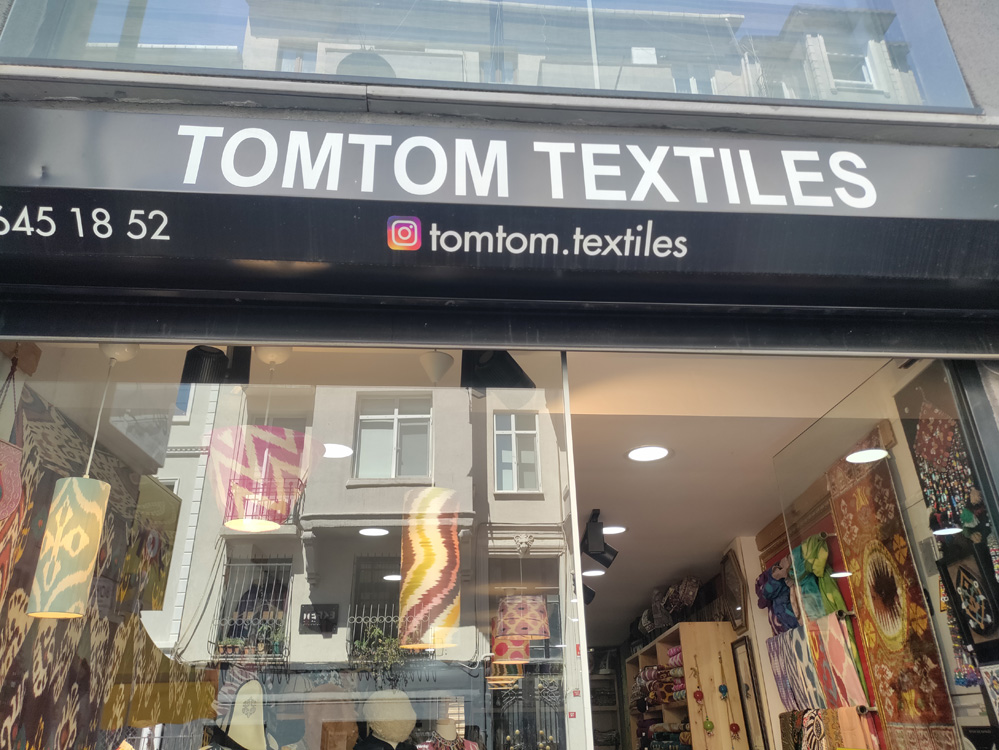 TOMTOM TEXTILES
645 18 52
tomtom.textiles